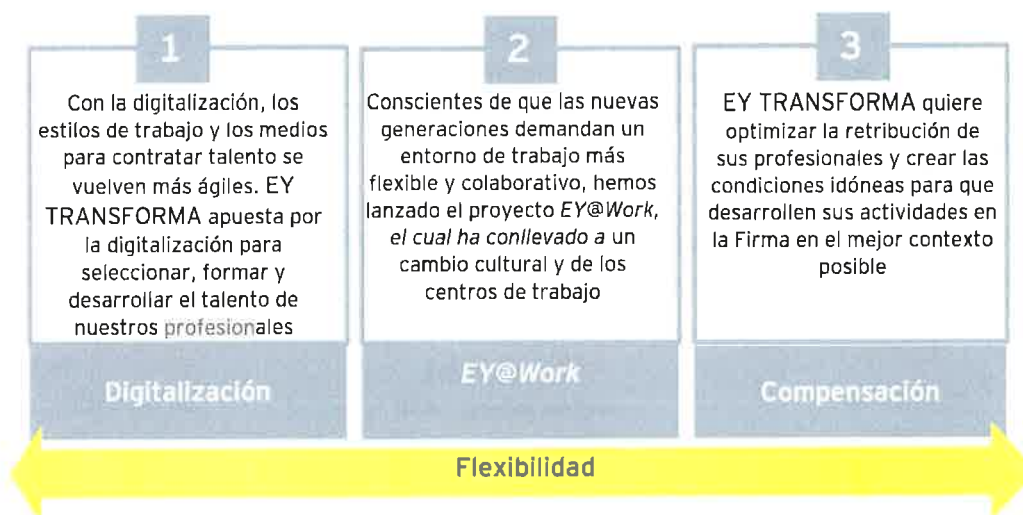 1
Con la digitalización, los
estilos de trabajo y los medios
para contratar talento se
vuelven más ágiles. EY
TRANSFORMA apuesta por
la digitalización para
seleccionar, formar y
desarrollar el talento de
nuestros profesionales
Digitalización
2
Conscientes de que las nuevas
generaciones demandan un
entorno de trabajo más
flexible y colaborativo, hemos
lanzado el proyecto EY@Work,
el cual ha conllevado a un
cambio cultural y de los
centros de trabajo
EY@Work
3
EY TRANSFORMA quiere
optimizar la retribución de
sus profesionales y crear las
condiciones idóneas para que
desarrollen sus actividades en
la Firma en el mejor contexto
posible
Compensación
Flexibilidad